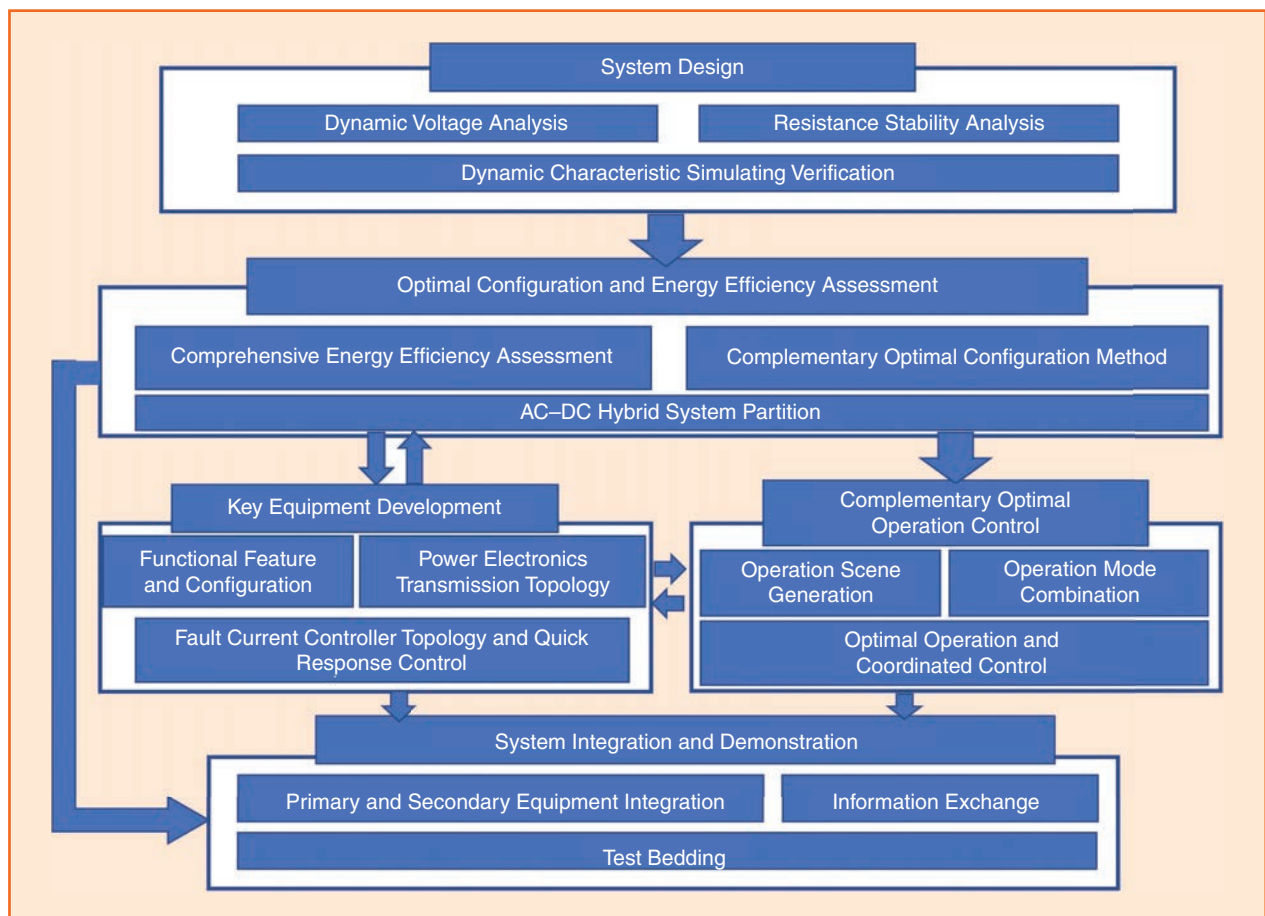 System Design
Dynamic Voltage Analysis
Resistance Stability Analysis
Dynamic Characteristic Simulating Verification
Optimal Configuration and Energy Efficiency Assessment
Comprehensive Energy Efficiency Assessment
Complementary Optimal Configuration Method
AC–DC Hybrid System Partition
Key Equipment Development
Functional Feature
and Configuration
Power Electronics
Transmission Topology
Fault Current Controller Topology and Quick
Response Control
Complementary Optimal
Operation Control
Operation Scene
Generation
Operation Mode
Combination
Optimal Operation and
Coordinated Control
System Integration and Demonstration
Primary and Secondary Equipment Integration
Information Exchange
Test Bedding